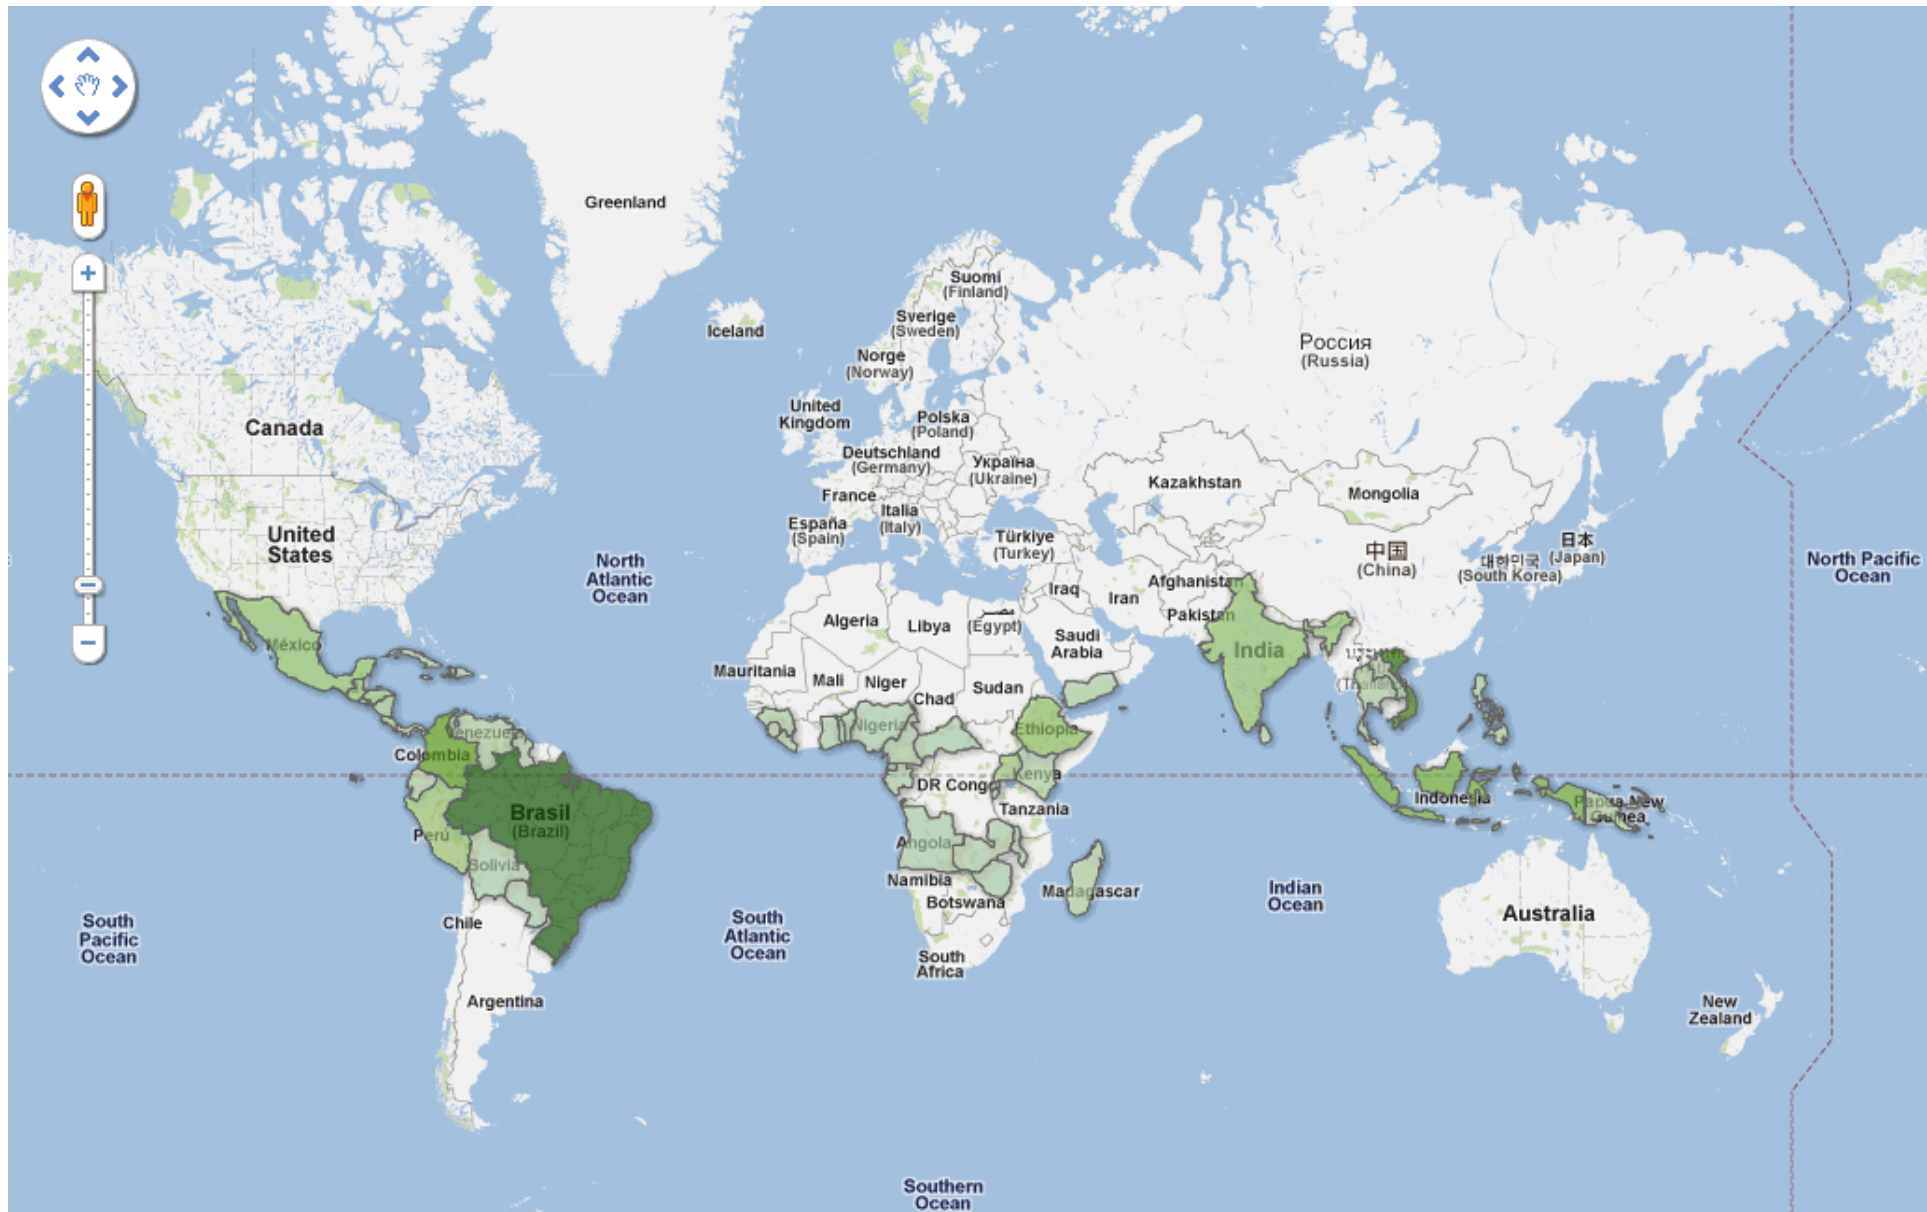 Greenland
Iceland
Suomi
(Finland)
Sverige
(Sweden)
Norge
(Norway)
Россия
(Russia)
United
Kingdom
Polska
(Poland)
Deutschland
(Germany)
Україна
(Ukraine)
France
Italia
(Italy)
España
(Spain)
Türkiye
(Turkey)
Kazakhstan
Mongolia
中国
(China)
日本
(Japan)
대한민국
(South Korea)
Canada
United
States
North
Atlantic
Ocean
North Pacific
Ocean
Algeria
Libya
مصر
(Egypt)
Iraq
Iran
Afghanistan
Pakistan
Saudi
Arabia
India
México
Mauritania
Mali
Niger
Chad
Sudan
Nigeria
Ethiopia
Venezuela
Colombia
DR Congo
Kenya
Tanzania
Indonesia
Papua New
Guinea
Brasil
(Brazil)
Perú
Bolivia
Angola
Namibia
Botswana
Madagascar
Chile
South
Pacific
Ocean
South
Atlantic
Ocean
Indian
Ocean
Australia
South
Africa
Argentina
New
Zealand
Southern
Ocean